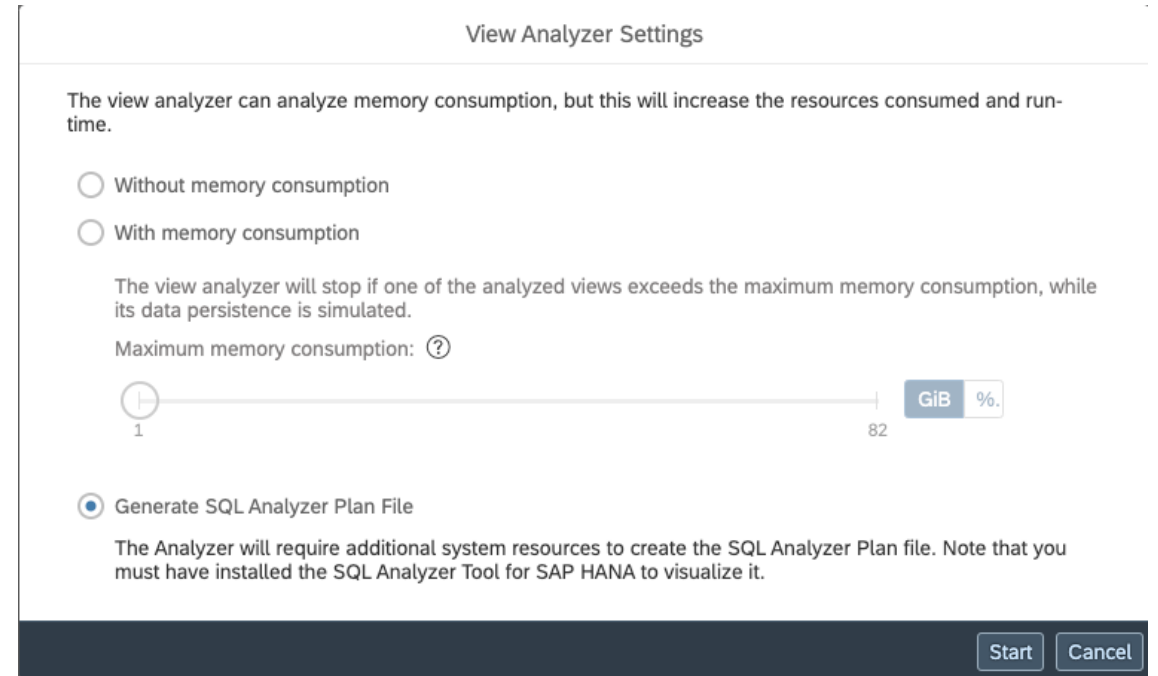 View Analyzer Settings
The view analyzer can analyze memory consumption, but this will increase the resources consumed and run-
time.
Without memory consumption
With memory consumption
The view analyzer will stop if one of the analyzed views exceeds the maximum memory consumption, while
its data persistence is simulated.
Maximum memory consumption: ?
GiB %.
1 82
Generate SQL Analyzer Plan File
The Analyzer will require additional system resources to create the SQL Analyzer Plan file. Note that you
must have installed the SQL Analyzer Tool for SAP HANA to visualize it.
Start Cancel